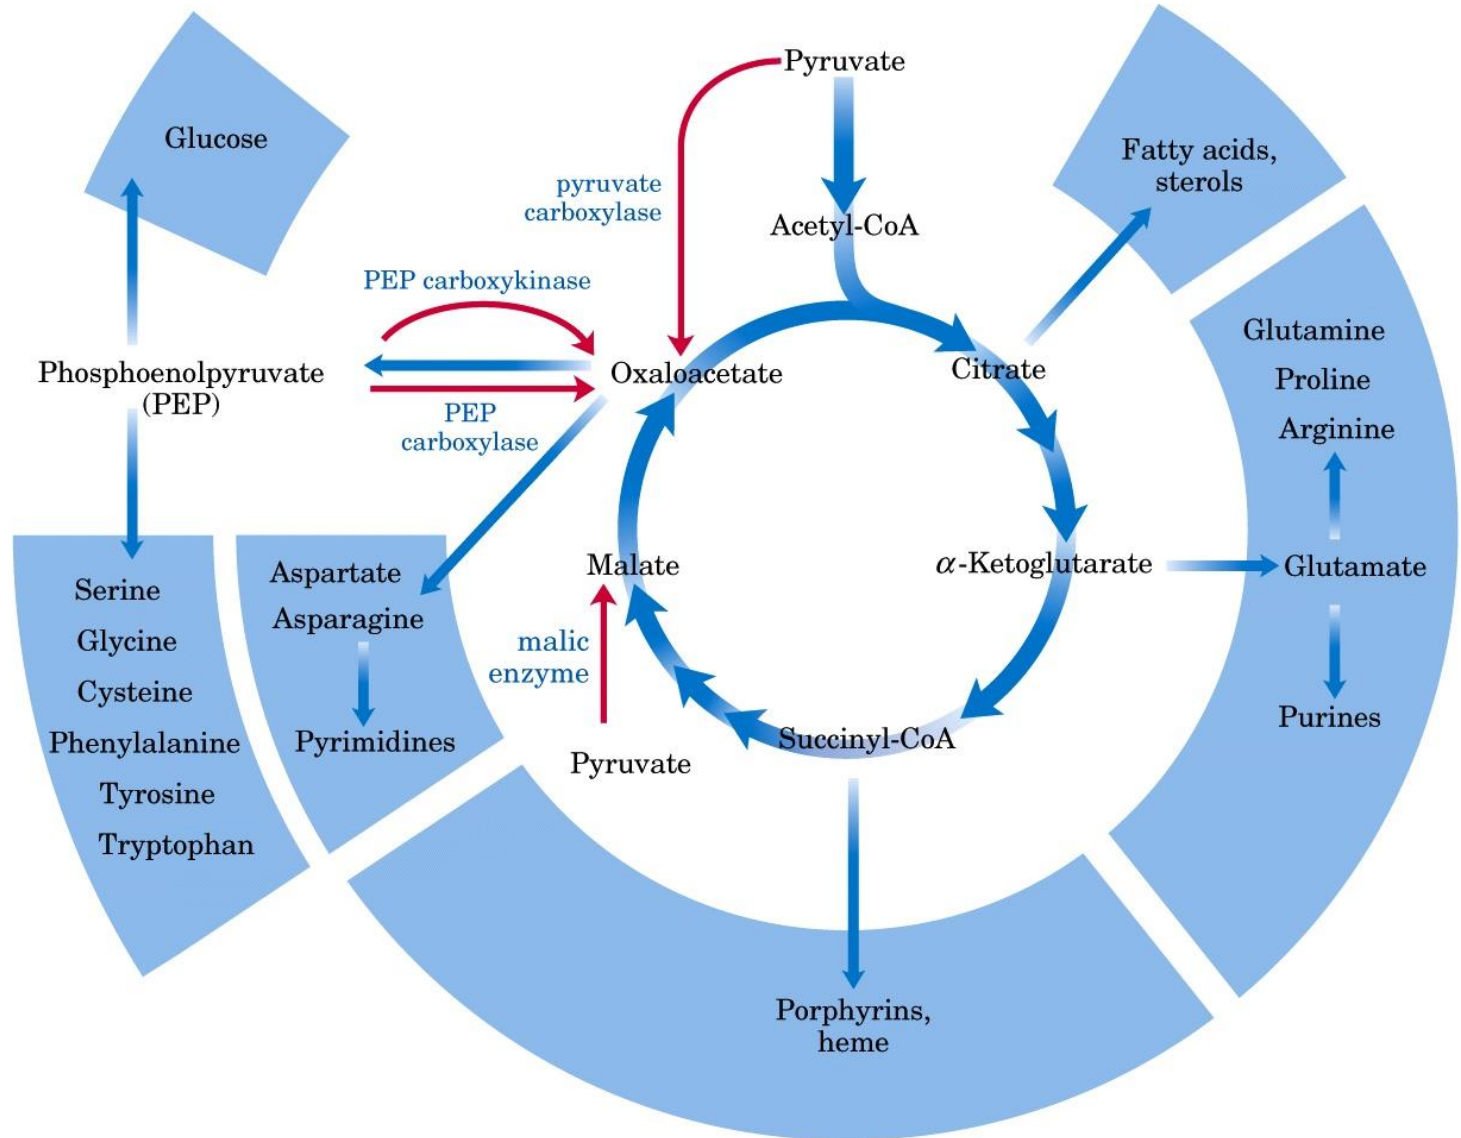 Pyruvate
Glucose
Fatty acids,
sterols
pyruvate
carboxylase
Acetyl-CoA
PEP carboxykinase
Phosphoenolpyruvate
(PEP)
Oxaloacetate
Citrate
PEP
carboxylase
Glutamine
Proline
Arginine
Malate
α-Ketoglutarate
Glutamate
Purines
Aspartate
Asparagine
Pyrimidines
Serine
Glycine
Cysteine
Phenylalanine
Tyrosine
Tryptophan
malic
enzyme
Pyruvate
Succinyl-CoA
Porphyrins,
heme